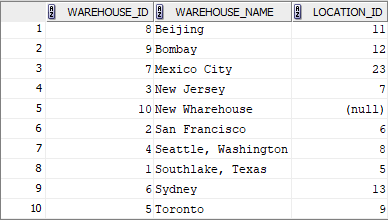 WAREHOUSE_ID WAREHOUSE_NAME LOCATION_ID
1 8 Beijing 11
2 9 Bombay 12
3 7 Mexico City 23
4 3 New Jersey 7
5 10 New Wharehouse (null)
6 2 San Francisco 6
7 4 Seattle, Washington 8
8 1 Southlake, Texas 5
9 6 Sydney 13
10 5 Toronto 9